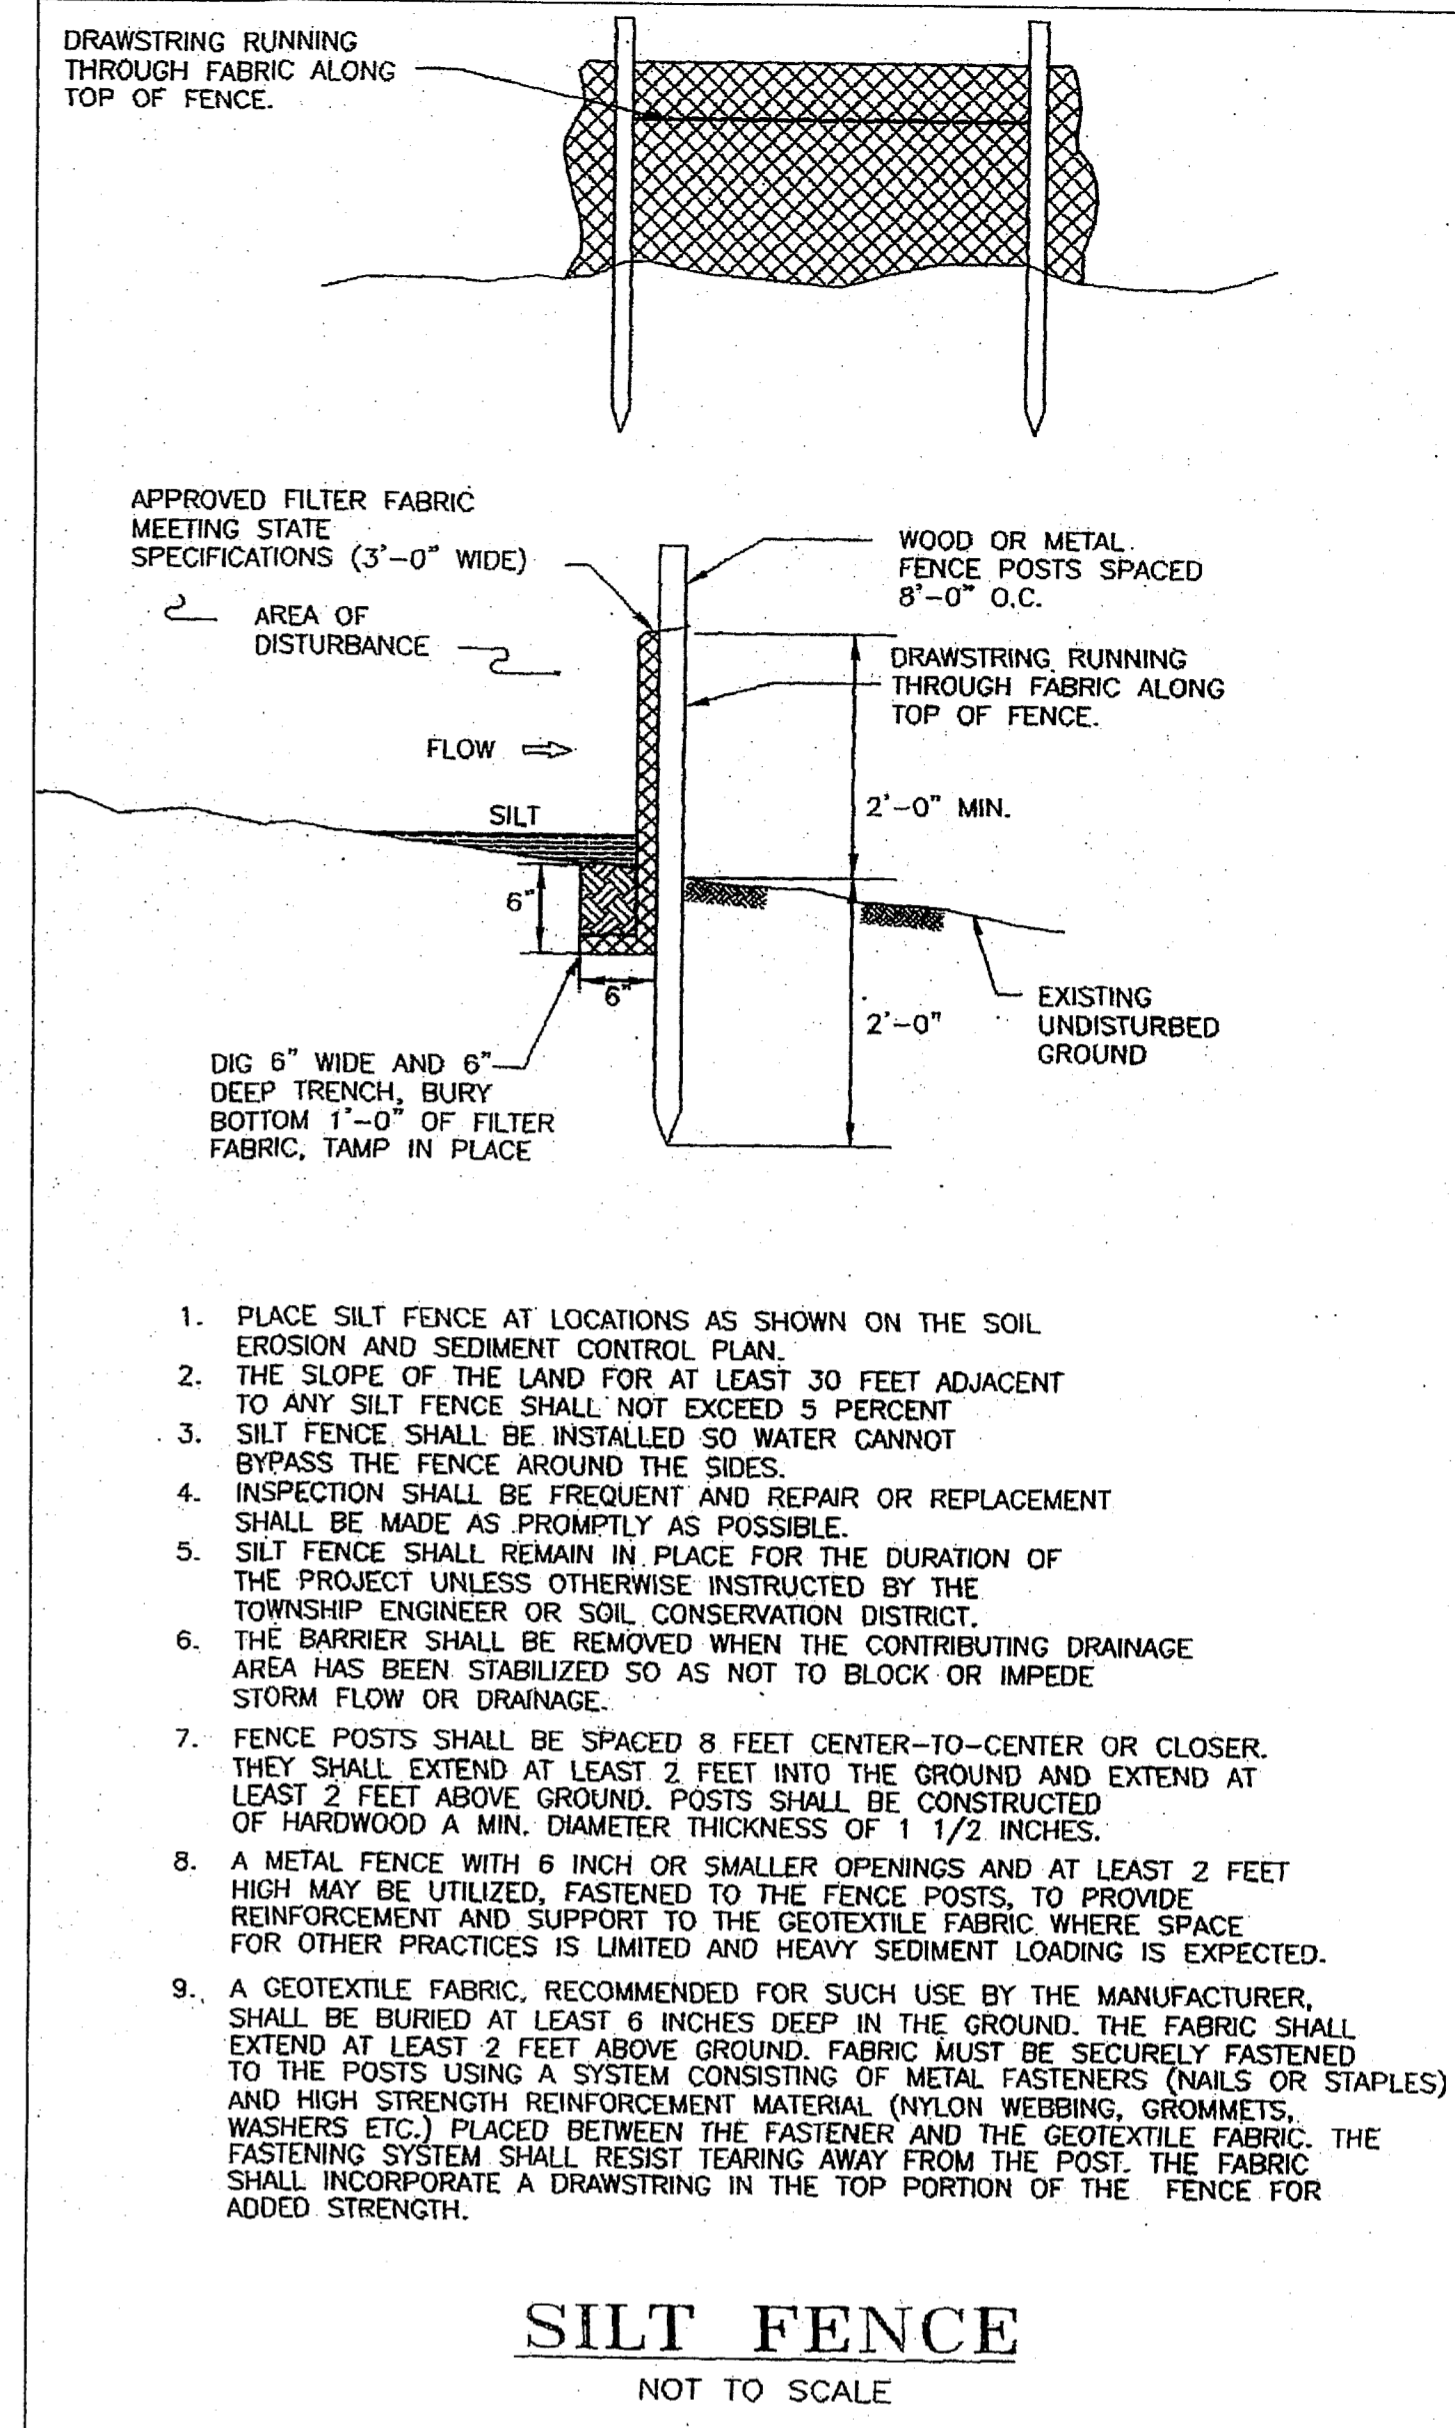 DRAWSTRING RUNNING
THROUGH FABRIC ALONG
TOP OF FENCE.
APPROVED FILTER FABRIC
MEETING STATE
SPECIFICATIONS (3'-0" WIDE)
WOOD OR METAL
FENCE POSTS SPACED
8'-0" O.C.
AREA OF
DISTURBANCE
DRAWSTRING RUNNING
THROUGH FABRIC ALONG
TOP OF FENCE.
FLOW
2'-0" MIN.
SILT
6"
6"
2'-0"
EXISTING
UNDISTURBED
GROUND
DIG 6" WIDE AND 6"
DEEP TRENCH, BURY
BOTTOM 1'-0" OF FILTER
FABRIC, TAMP IN PLACE
1. PLACE SILT FENCE AT LOCATIONS AS SHOWN ON THE SOIL
EROSION AND SEDIMENT CONTROL PLAN.
2. THE SLOPE OF THE LAND FOR AT LEAST 30 FEET ADJACENT
TO ANY SILT FENCE SHALL NOT EXCEED 5 PERCENT
3. SILT FENCE SHALL BE INSTALLED SO WATER CANNOT
BYPASS THE FENCE AROUND THE SIDES.
4. INSPECTION SHALL BE FREQUENT AND REPAIR OR REPLACEMENT
SHALL BE MADE AS PROMPTLY AS POSSIBLE.
5. SILT FENCE SHALL REMAIN IN PLACE FOR THE DURATION OF
THE PROJECT UNLESS OTHERWISE INSTRUCTED BY THE
TOWNSHIP ENGINEER OR SOIL CONSERVATION DISTRICT.
6. THE BARRIER SHALL BE REMOVED WHEN THE CONTRIBUTING DRAINAGE
AREA HAS BEEN STABILIZED SO AS NOT TO BLOCK OR IMPEDE
STORM FLOW OR DRAINAGE.
7. FENCE POSTS SHALL BE SPACED 8 FEET CENTER-TO-CENTER OR CLOSER.
THEY SHALL EXTEND AT LEAST 2 FEET INTO THE GROUND AND EXTEND AT
LEAST 2 FEET ABOVE GROUND. POSTS SHALL BE CONSTRUCTED
OF HARDWOOD A MIN. DIAMETER THICKNESS OF 1 1/2 INCHES.
8. A METAL FENCE WITH 6 INCH OR SMALLER OPENINGS AND AT LEAST 2 FEET
HIGH MAY BE UTILIZED, FASTENED TO THE FENCE POSTS, TO PROVIDE
REINFORCEMENT AND SUPPORT TO THE GEOTEXTILE FABRIC WHERE SPACE
FOR OTHER PRACTICES IS LIMITED AND HEAVY SEDIMENT LOADING IS EXPECTED.
9. A GEOTEXTILE FABRIC, RECOMMENDED FOR SUCH USE BY THE MANUFACTURER,
SHALL BE BURIED AT LEAST 6 INCHES DEEP IN THE GROUND. THE FABRIC SHALL
EXTEND AT LEAST 2 FEET ABOVE GROUND. FABRIC MUST BE SECURELY FASTENED
TO THE POSTS USING A SYSTEM CONSISTING OF METAL FASTENERS (NAILS OR STAPLES)
AND HIGH STRENGTH REINFORCEMENT MATERIAL (NYLON WEBBING, GROMMETS,
WASHERS ETC.) PLACED BETWEEN THE FASTENER AND THE GEOTEXTILE FABRIC. THE
FASTENING SYSTEM SHALL RESIST TEARING AWAY FROM THE POST. THE FABRIC
SHALL INCORPORATE A DRAWSTRING IN THE TOP PORTION OF THE FENCE FOR
ADDED STRENGTH.
SILT FENCE
NOT TO SCALE